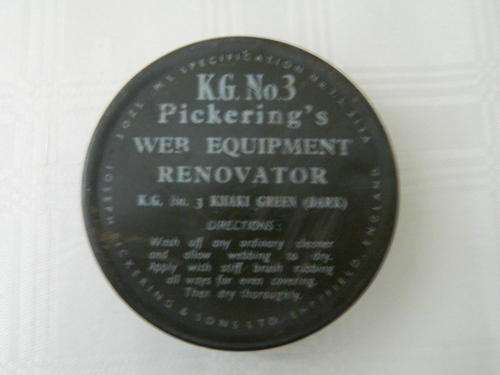 K.G. No 3
Pickering's
WEB EQUIPMENT
RENOVATOR
K.G. No. 3 KHAKI GREEN (DARK)
DIRECTIONS:
Wash off any ordinary cleaner
and allow webbing to dry.
Apply with stiff brush rubbing
all ways for even covering.
Then dry thoroughly.
SPECIFICATION
PICKERING & SONS LTD. ENGLAND